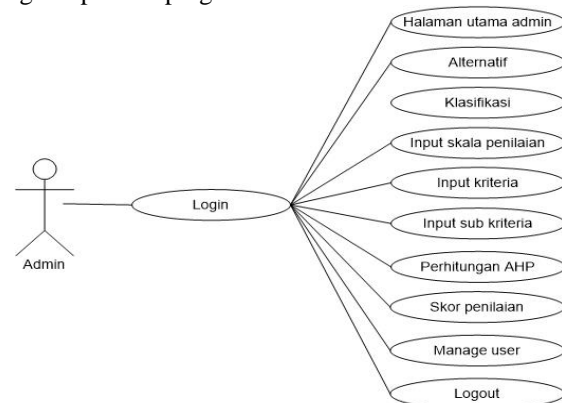 Halaman utama admin
Alternatif
Klasifikasi
Input skala penilaian
Input kriteria
Login
Input sub kriteria
Admin
Perhitungan AHP
Skor penilaian
Manage user
Logout